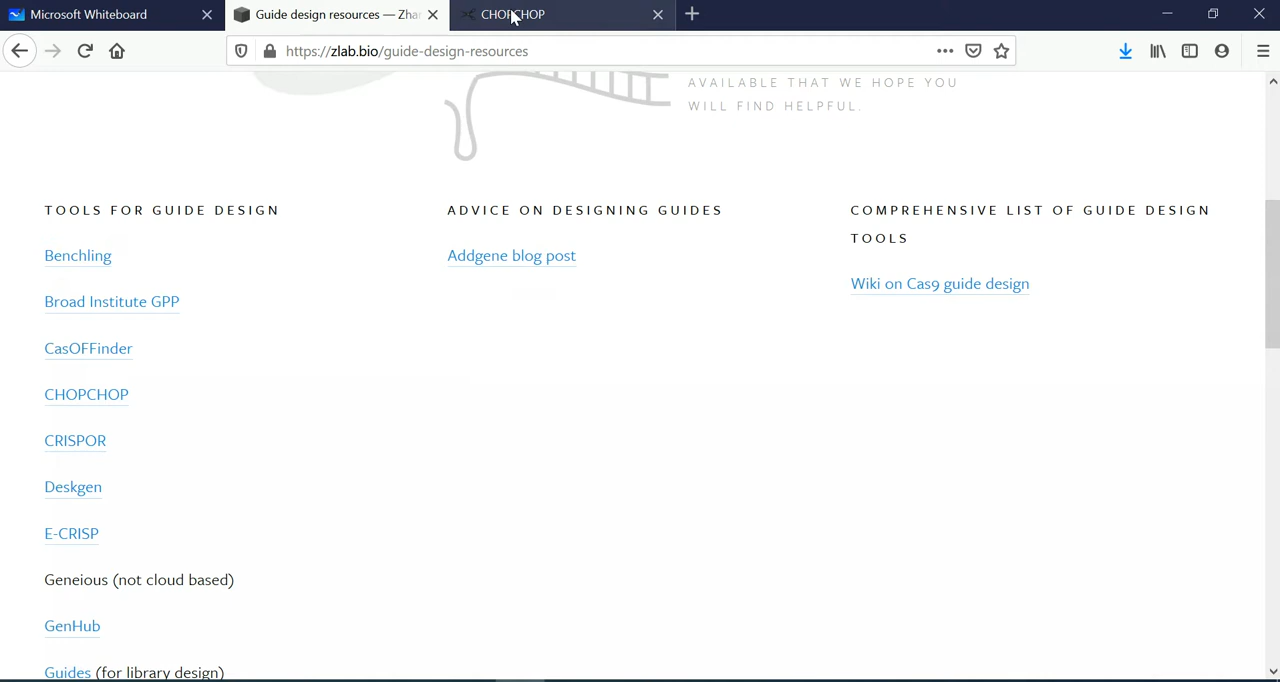 Microsoft Whiteboard
Guide design resources — Zha
CHOPCHOP
https://zlab.bio/guide-design-resources
AVAILABLE THAT WE HOPE YOU
WILL FIND HELPFUL.
TOOLS FOR GUIDE DESIGN
Benchling
Broad Institute GPP
CasOFFinder
CHOPCHOP
CRISPOR
Deskgen
E-CRISP
Geneious (not cloud based)
GenHub
Guides (for library design)
ADVICE ON DESIGNING GUIDES
Addgene blog post
COMPREHENSIVE LIST OF GUIDE DESIGN
TOOLS
Wiki on Cas9 guide design